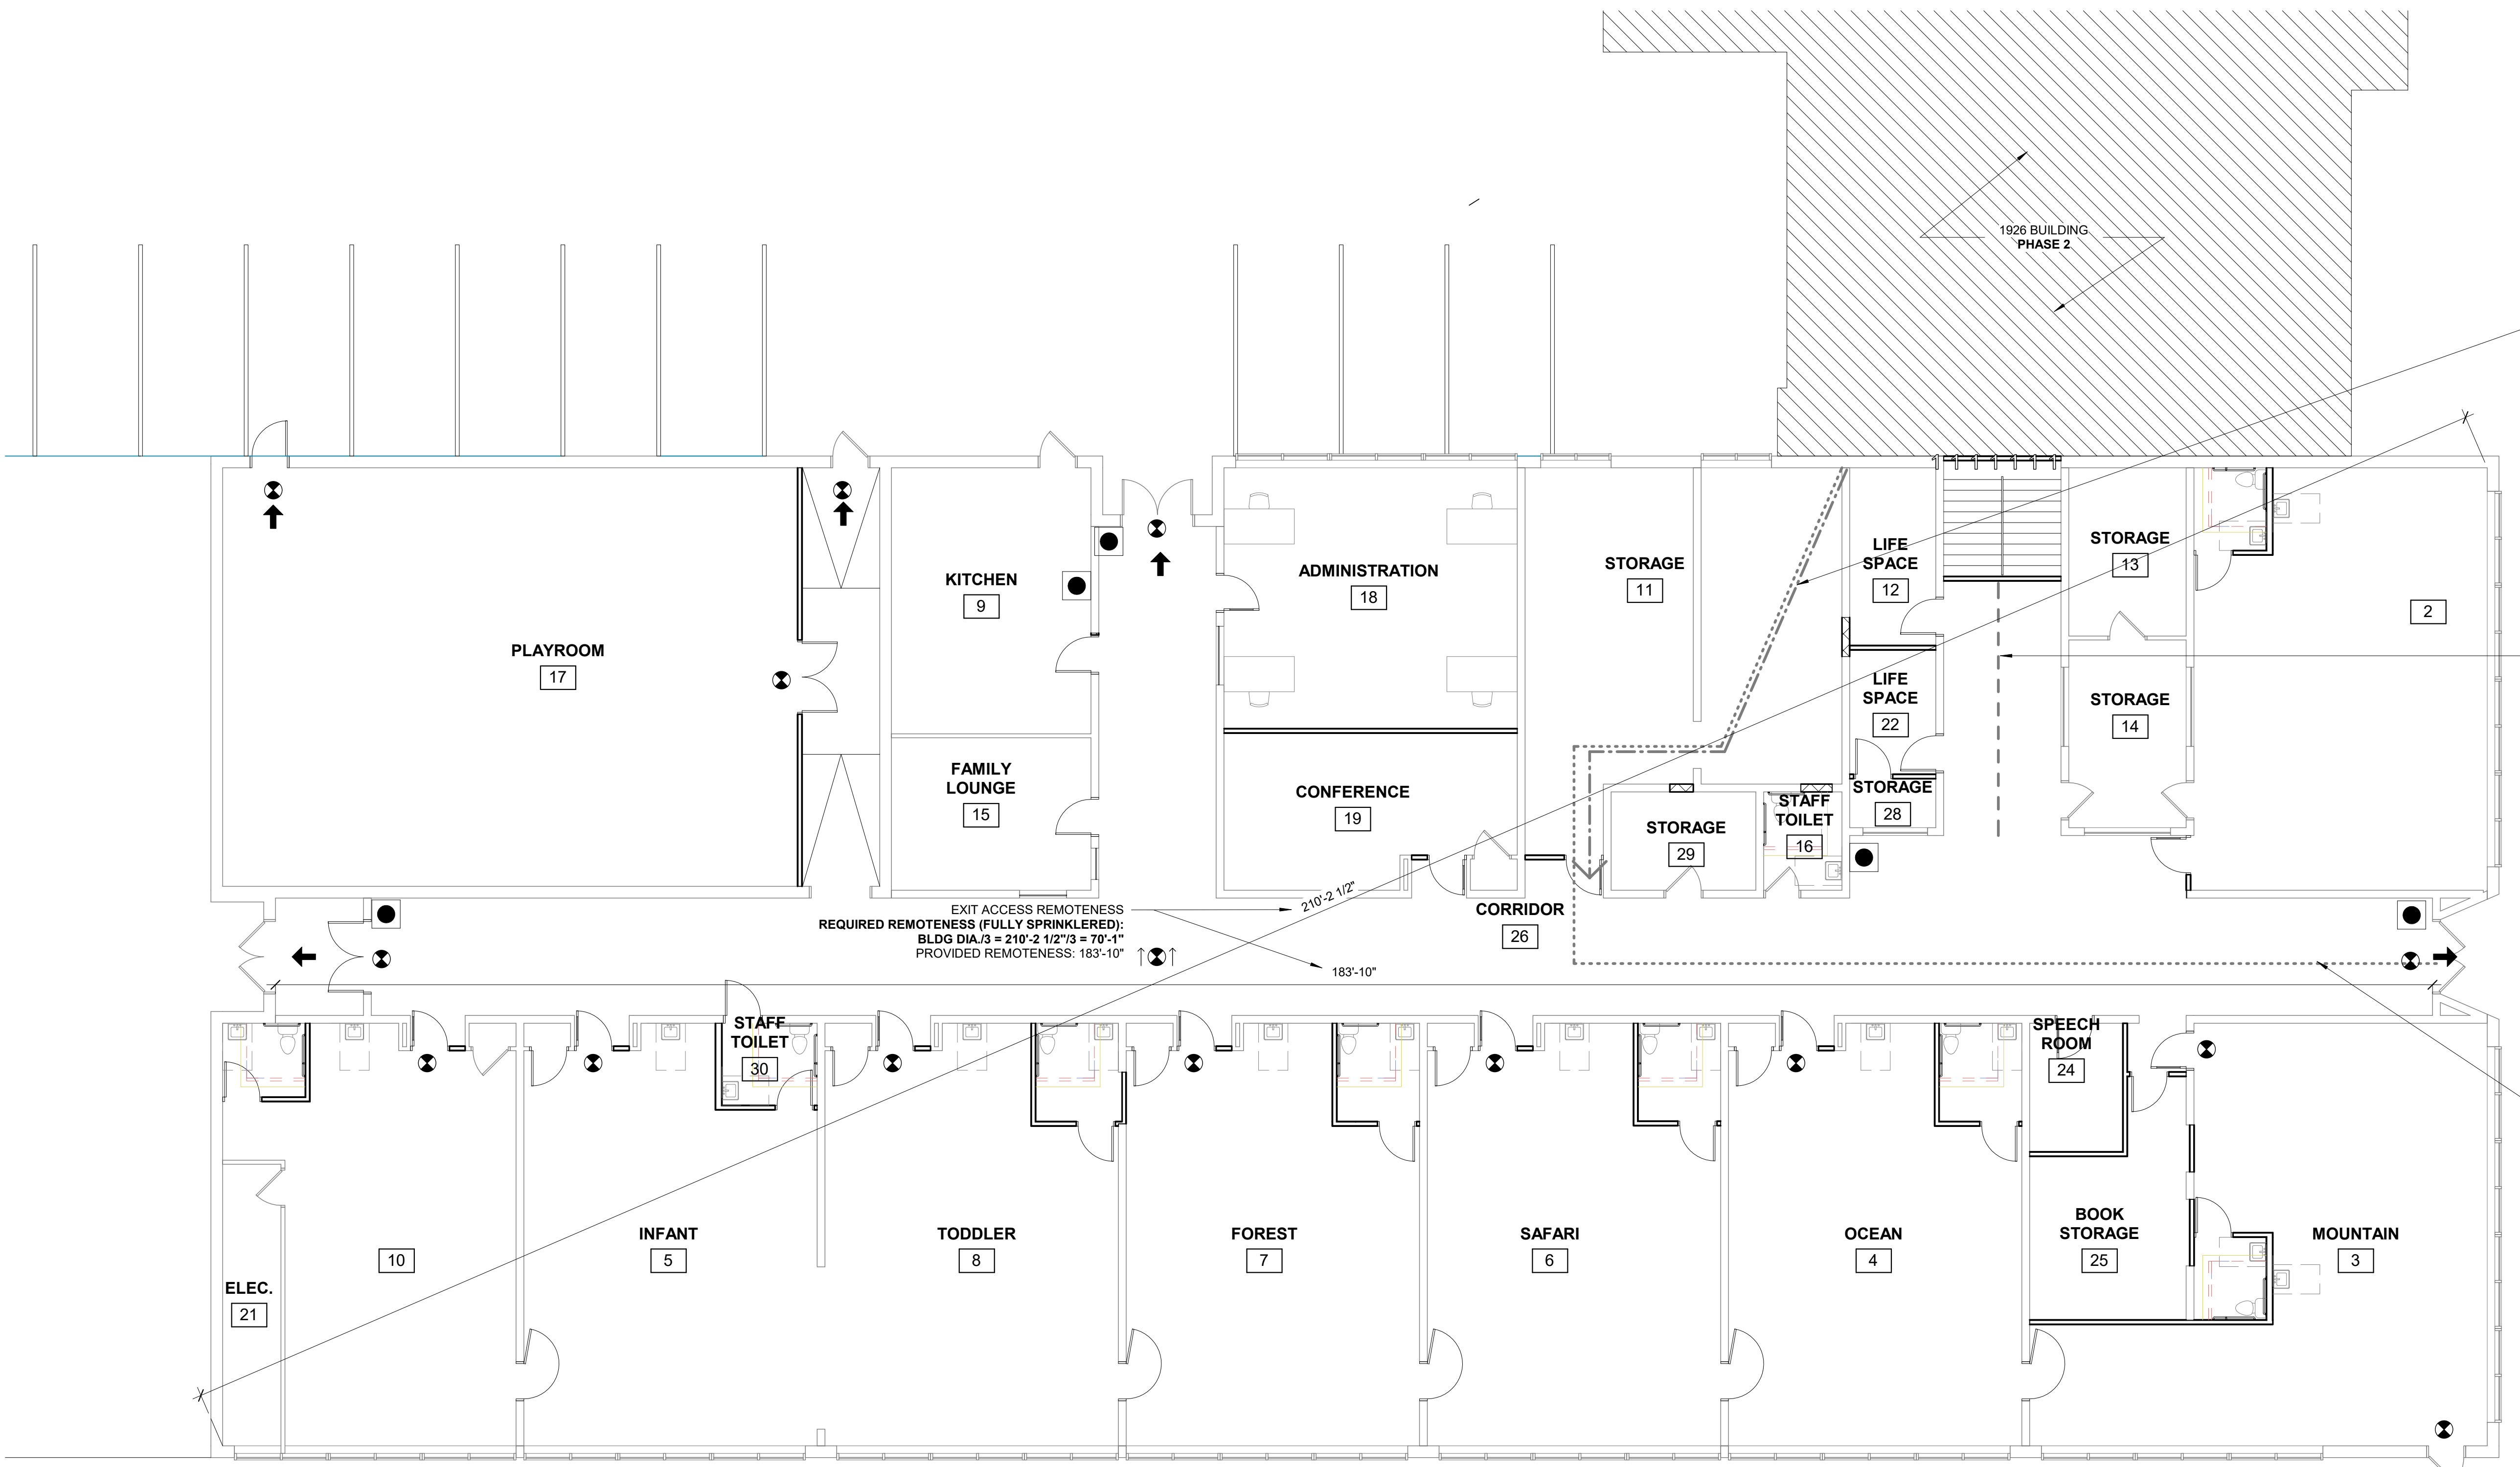 1926 BUILDING
PHASE 2
PLAYROOM
17
KITCHEN
9
FAMILY
LOUNGE
15
ADMINISTRATION
18
CONFERENCE
19
STORAGE
11
LIFE
SPACE
12
LIFE
SPACE
22
STORAGE
28
STORAGE
29
STAFF
TOILET
16
STORAGE
13
STORAGE
14
2
EXIT ACCESS REMOTENESS
REQUIRED REMOTENESS (FULLY SPRINKLERED):
BLDG DIA./3 = 210'-2 1/2"/3 = 70'-1"
PROVIDED REMOTENESS: 183'-10"
210'-2 1/2"
183'-10"
CORRIDOR
26
STAFF
TOILET
30
SPEECH
ROOM
24
ELEC.
21
10
INFANT
5
TODDLER
8
FOREST
7
SAFARI
6
OCEAN
4
BOOK
STORAGE
25
MOUNTAIN
3